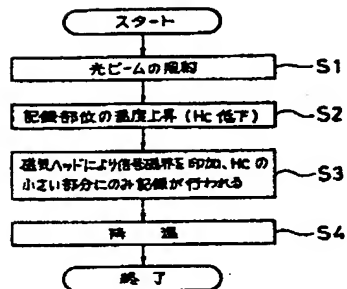 スタート
光ビームの照射
S1
記録部位の温度上昇(Hc低下)
S2
磁気ヘッドにより信号磁界を印加、HCの
小さい部分にのみ記録が行われる
S3
降 温
S4
終了